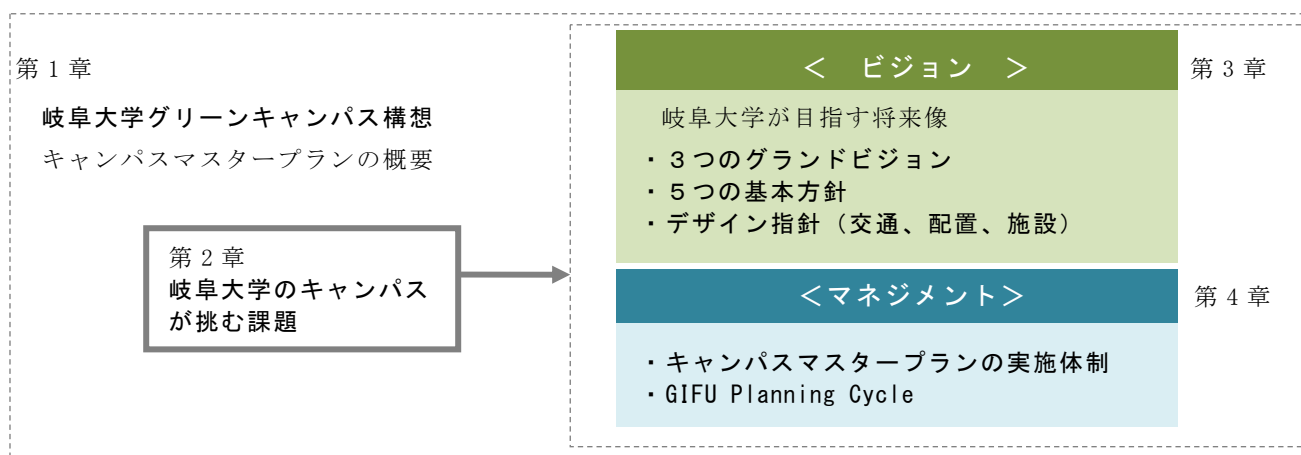 第1章
岐阜大学グリーンキャンパス構想
キャンパスマスタープランの概要
第2章
岐阜大学のキャンパス
が挑む課題
＜ ビジョン ＞
第3章
岐阜大学が目指す将来像
・３つのグランドビジョン
・５つの基本方針
・デザイン指針（交通、配置、施設）
＜マネジメント＞
第4章
・キャンパスマスタープランの実施体制
・GIFU Planning Cycle